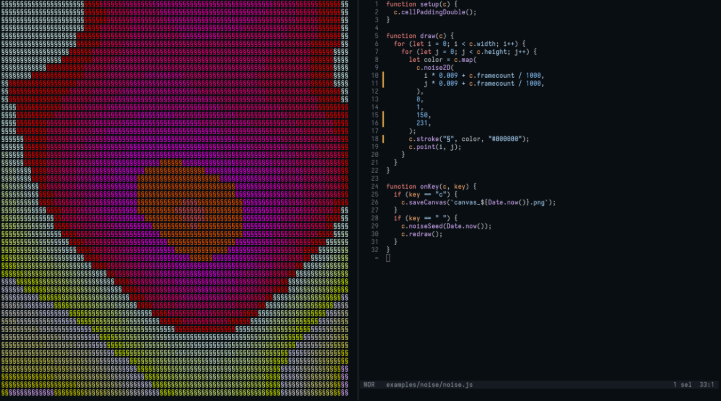 1 function setup(c) {
2   c.cellPaddingDouble();
3 }
4
5 function draw(c) {
6   for (let i = 0; i < c.width; i++) {
7     for (let j = 0; j < c.height; j++) {
8       let color = c.map(
9         c.noise2D(
10           i * 0.009 + c.framecount / 1000,
11           j * 0.009 + c.framecount / 1000,
12         ),
13         0,
14         1,
15         150,
16         231,
17       );
18       c.stroke("§", color, "#000000");
19       c.point(i, j);
20     }
21   }
22 }
23
24 function onKey(c, key) {
25   if (key == "c") {
26     c.saveCanvas(`canvas_${Date.now()}.png`);
27   }
28   if (key == " ") {
29     c.noiseSeed(Date.now());
30     c.redraw();
31   }
32 }
~
NOR examples/noise/noise.js 1 sel 33:1